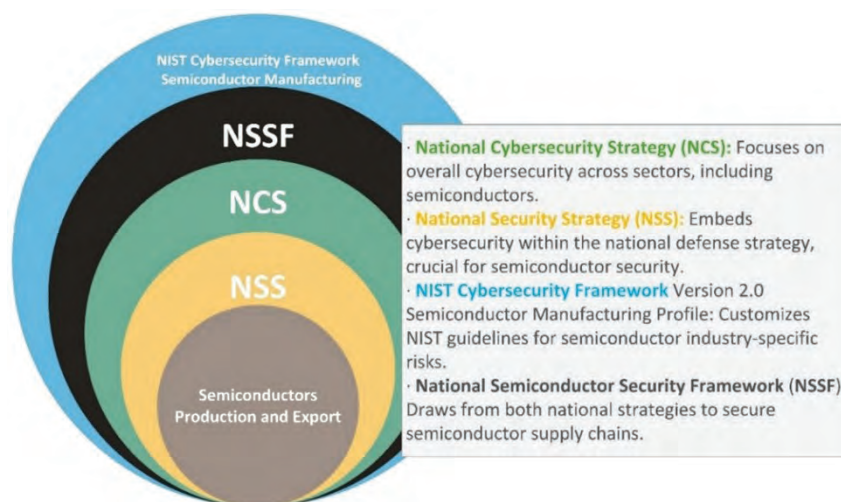 NIST Cybersecurity Framework
Semiconductor Manufacturing
NSSF
NCS
NSS
Semiconductors
Production and Export
· National Cybersecurity Strategy (NCS): Focuses on
overall cybersecurity across sectors, including
semiconductors.
· National Security Strategy (NSS): Embeds
cybersecurity within the national defense strategy,
crucial for semiconductor security.
· NIST Cybersecurity Framework Version 2.0
Semiconductor Manufacturing Profile: Customizes
NIST guidelines for semiconductor industry-specific
risks.
· National Semiconductor Security Framework (NSSF)
Draws from both national strategies to secure
semiconductor supply chains.